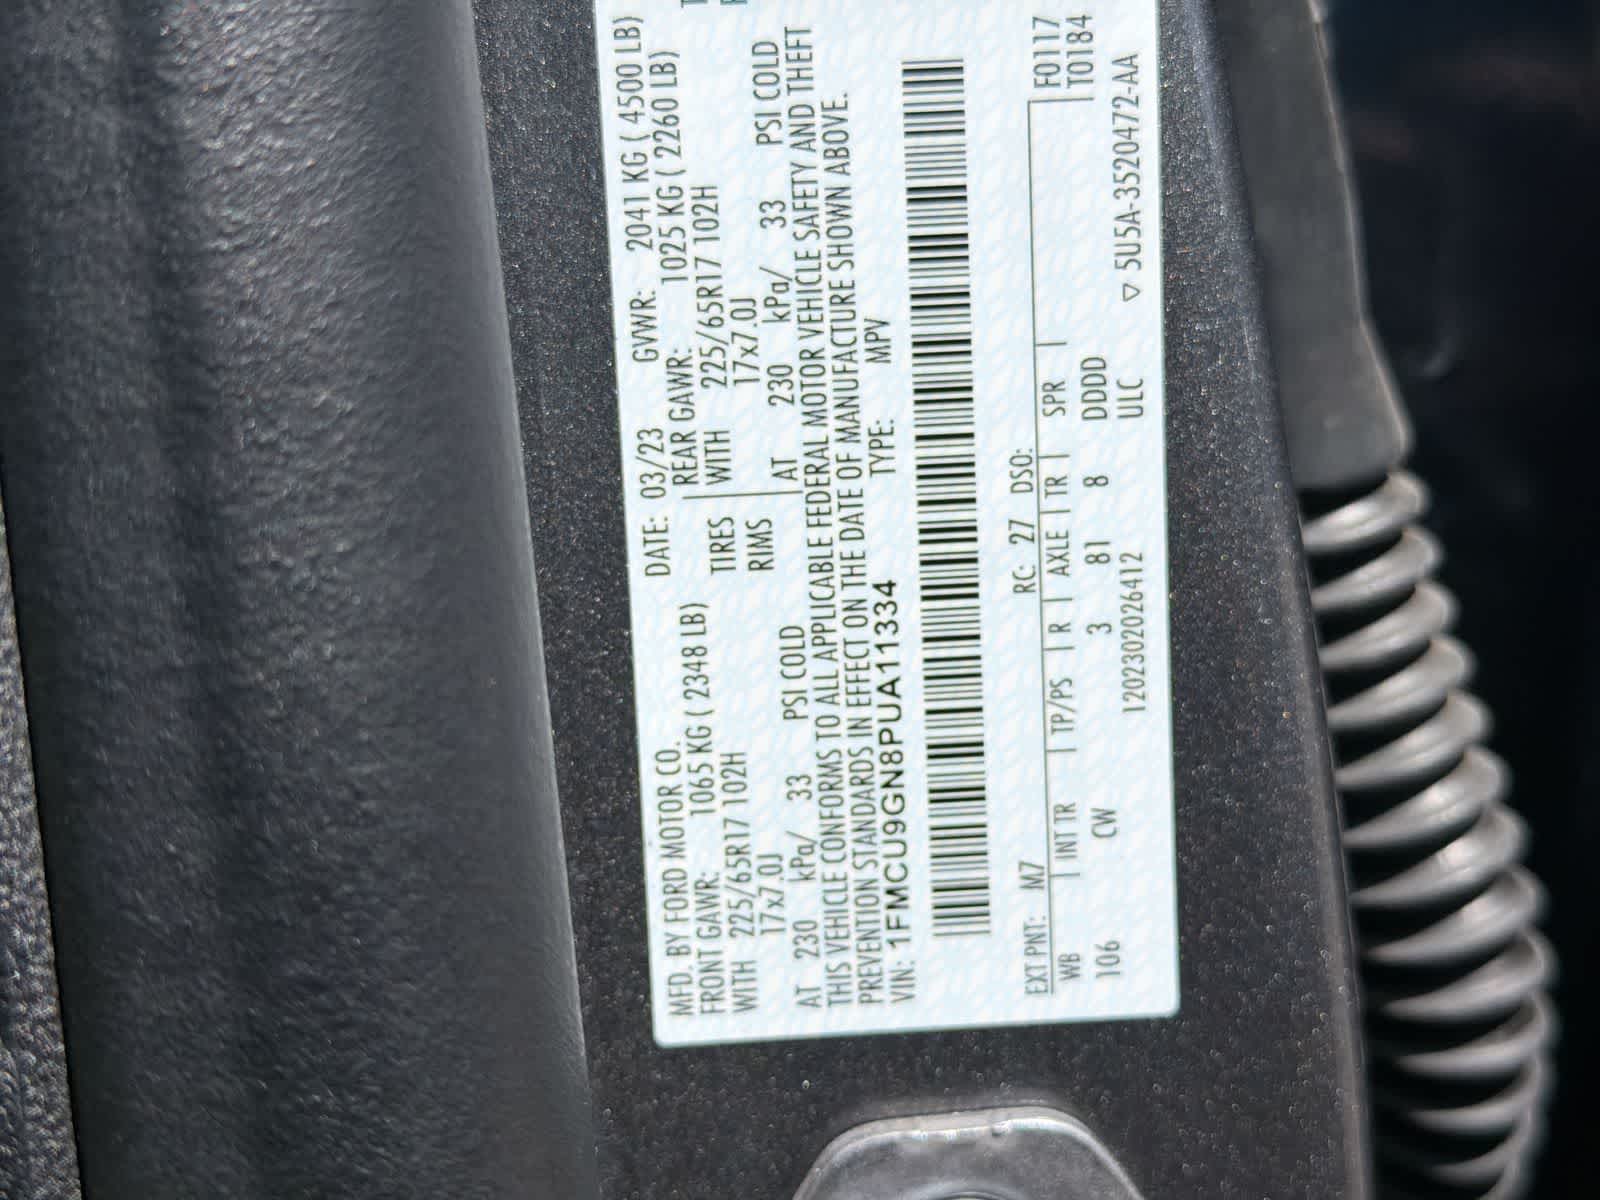 MFD. BY FORD MOTOR CO. DATE: 03/23 GVWR: 2041 KG ( 4500 LB)
FRONT GAWR: 1065 KG ( 2348 LB) REAR GAWR: 1025 KG ( 2260 LB)
WITH 225/65R17 102H TIRES WITH 225/65R17 102H
17x7.0J RIMS 17x7.0J
AT 230 kPa/ 33 PSI COLD AT 230 kPa/ 33 PSI COLD
THIS VEHICLE CONFORMS TO ALL APPLICABLE FEDERAL MOTOR VEHICLE SAFETY AND THEFT
PREVENTION STANDARDS IN EFFECT ON THE DATE OF MANUFACTURE SHOWN ABOVE.
VIN: 1FMCU9GN8PUA11334 TYPE: MPV
EXT PNT: M7 RC: 27 DSO: F0117
WB | INT TR | TP/PS | R | AXLE | TR | SPR | T0184
106 CW 3 81 8 DDDD
120230202026412 ULC ▽ 5U5A-3520472-AA